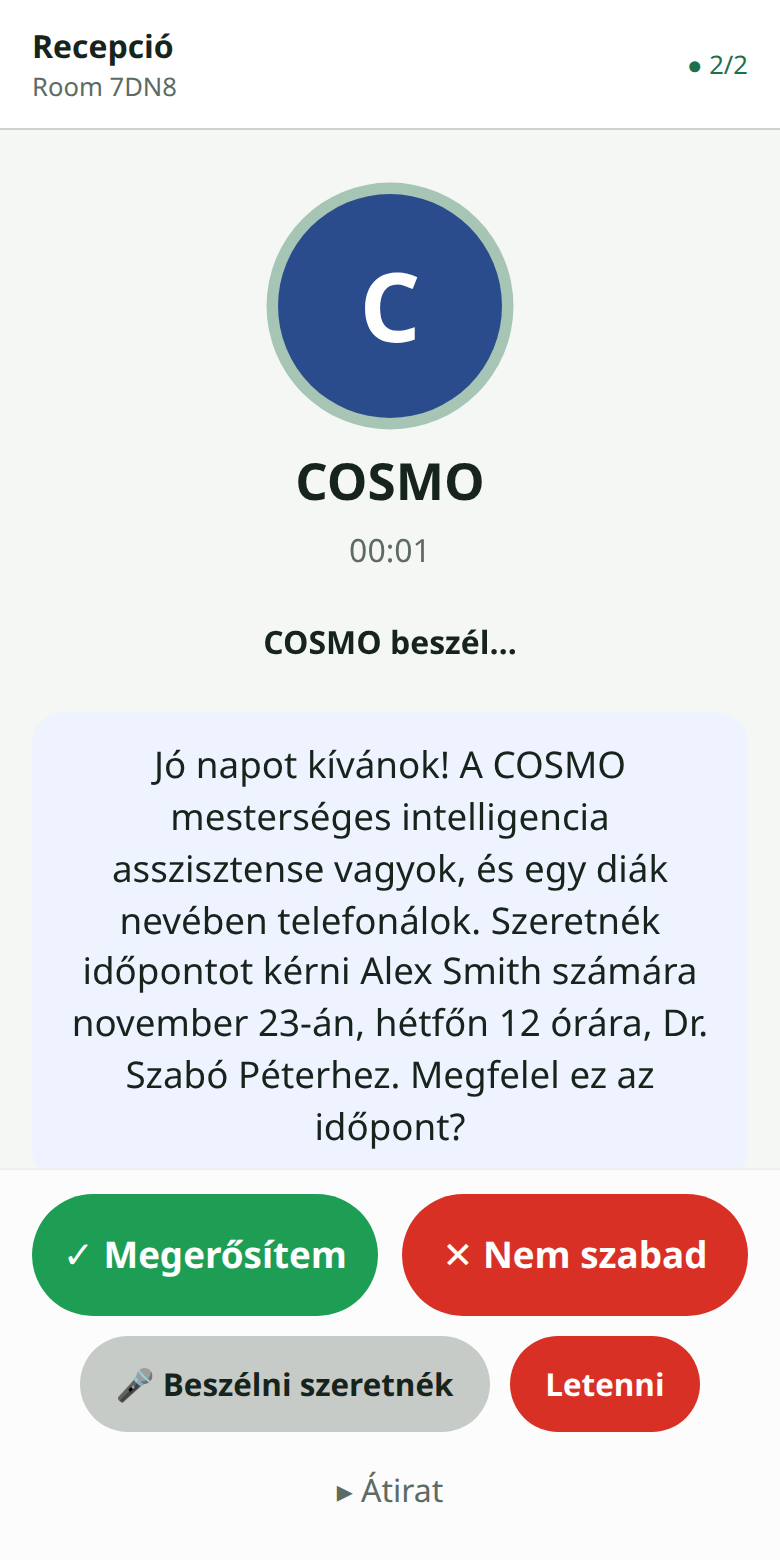 Recepció
Room 7DN8
● 2/2
C
COSMO
00:01
COSMO beszél...
Jó napot kívánok! A COSMO
mesterséges intelligencia
asszisztense vagyok, és egy diák
nevében telefonálok. Szeretnék
időpontot kérni Alex Smith számára
november 23-án, hétfőn 12 órára, Dr.
Szabó Péterhez. Megfelel ez az
időpont?
✓ Megerősítem
✕ Nem szabad
🎤 Beszélni szeretnék
Letenni
▸ Átirat